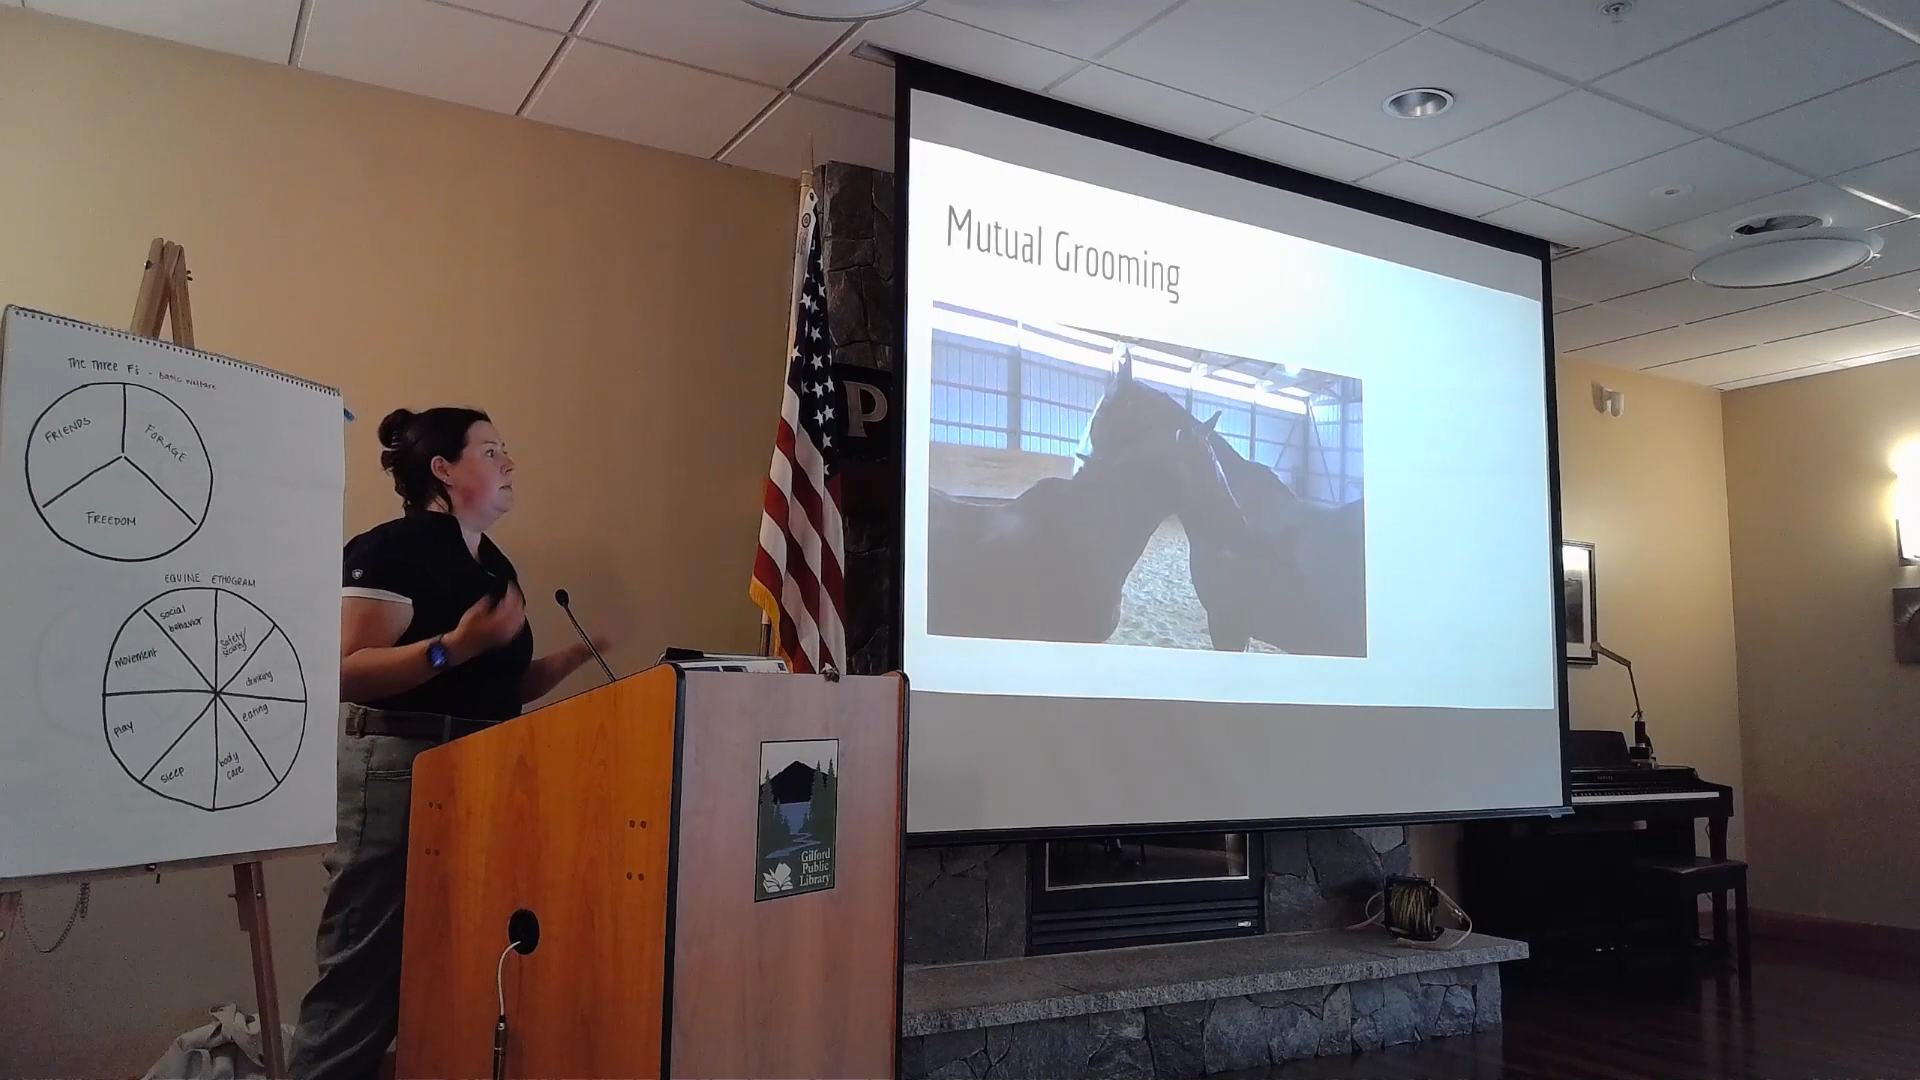 The Three F's - Basic Welfare
FRIENDS
FORAGE
FREEDOM
EQUINE ETHOGRAM
social
behavior
safety/
security
movement
drinking
play
eating
sleep
body
care
P
Mutual Grooming
Gilford
Public
Library